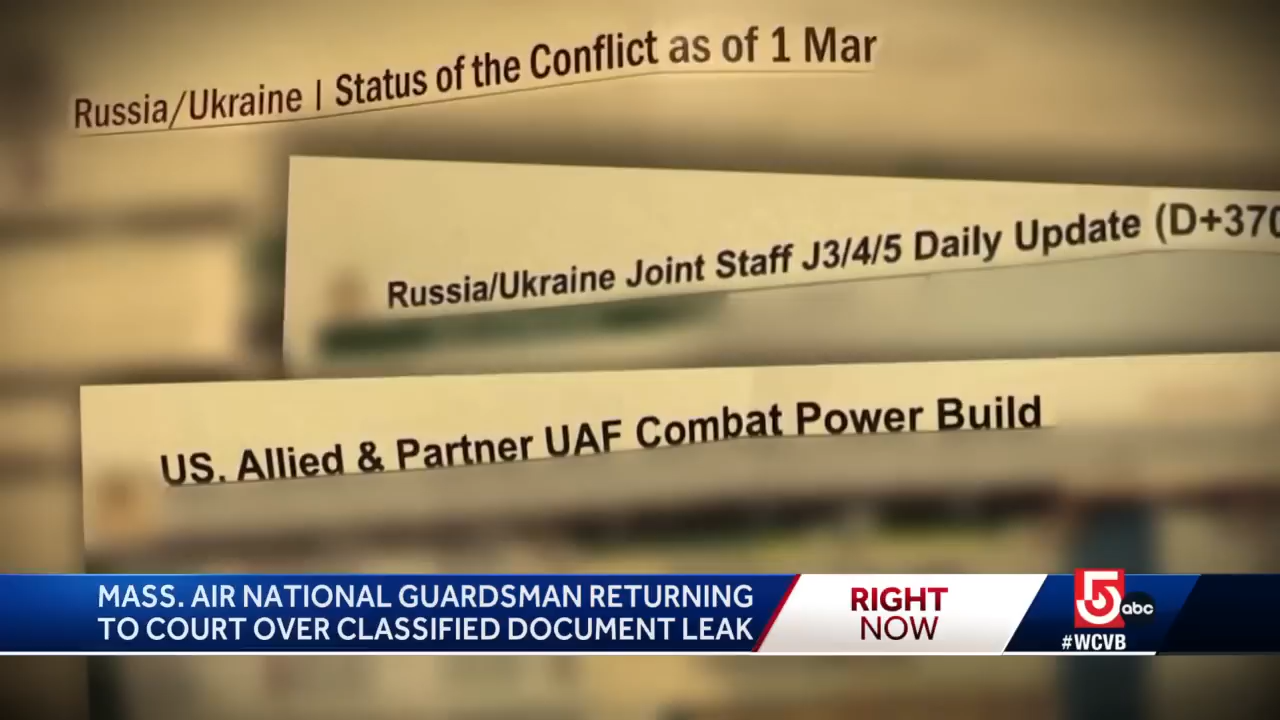 Russia/Ukraine | Status of the Conflict as of 1 Mar
Russia/Ukraine Joint Staff J3/4/5 Daily Update (D+370
US, Allied & Partner UAF Combat Power Build
MASS. AIR NATIONAL GUARDSMAN RETURNING
TO COURT OVER CLASSIFIED DOCUMENT LEAK
RIGHT
NOW
5
abc
#WCVB